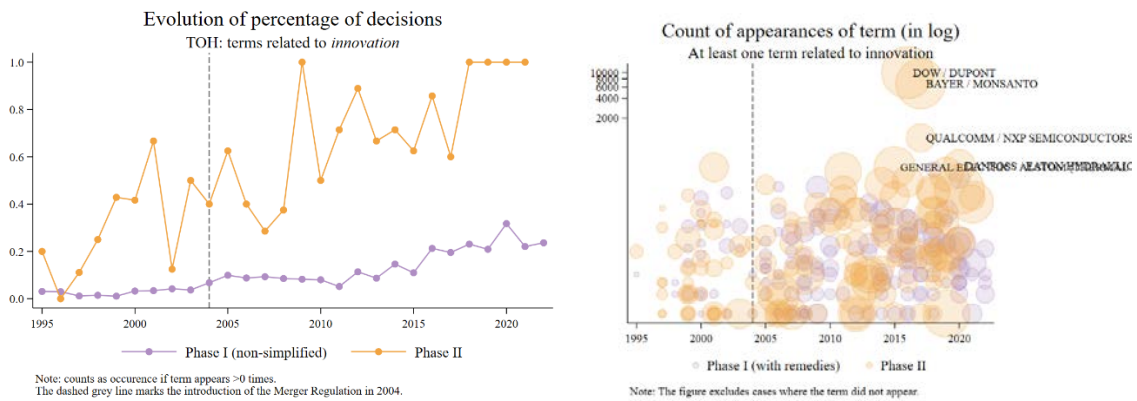 Evolution of percentage of decisions
TOH: terms related to innovation
1.0
0.8
0.6
0.4
0.2
0.0
1995 2000 2005 2010 2015 2020
Phase I (non-simplified) Phase II
Note: counts as occurence if term appears >0 times.
The dashed grey line marks the introduction of the Merger Regulation in 2004.
Count of appearances of term (in log)
At least one term related to innovation
10000
8000
6000
4000
2000
DOW / DUPONT
BAYER / MONSANTO
QUALCOMM / NXP SEMICONDUCTORS
GENERAL
1995 2000 2005 2010 2015 2020
Phase I (with remedies) Phase II
Note: The figure excludes cases where the term did not appear.